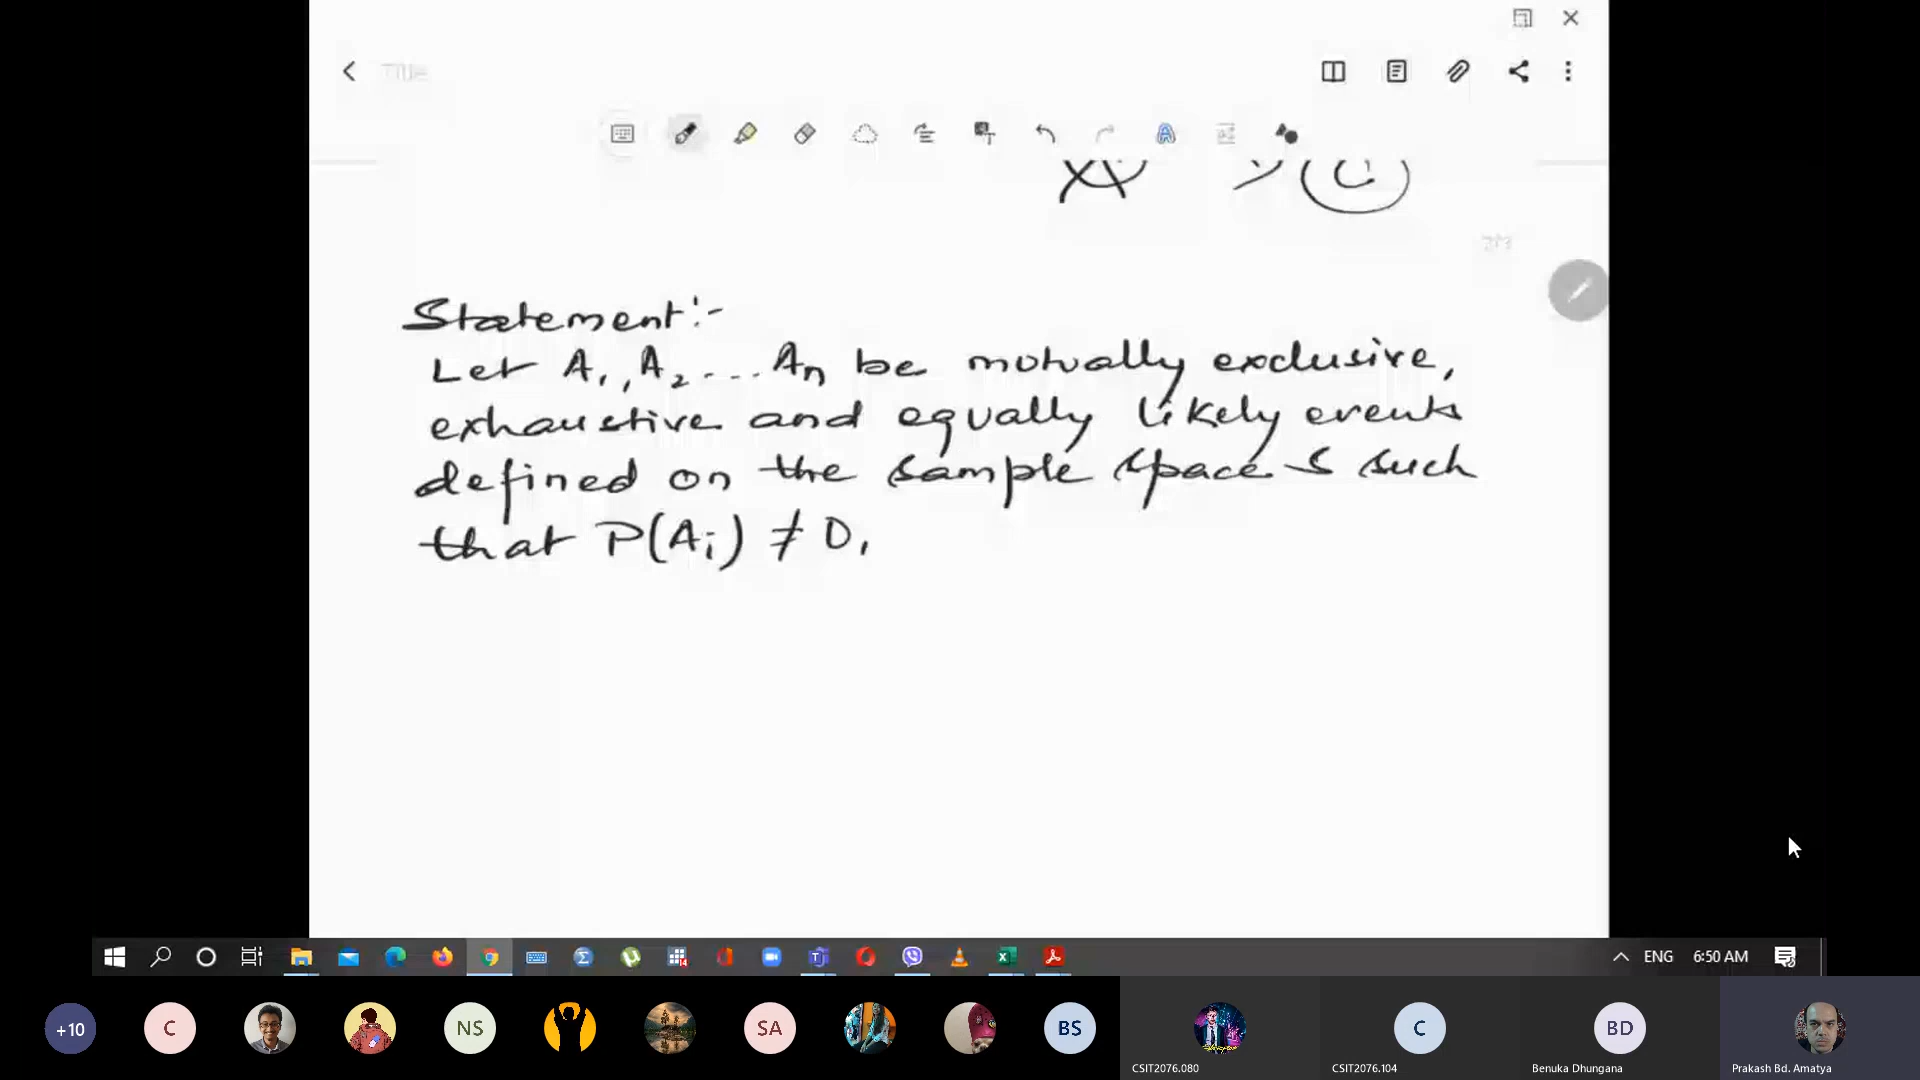 Title
Statement:-
Let A₁, A₂ .... Aₙ be mutually exclusive,
exhaustive and equally likely events
defined on the sample space S such
that P(Aᵢ) ≠ 0,
ENG 6:50 AM
+10 C NS SA BS C BD
CSIT2076.080 CSIT2076.104 Benuka Dhungana Prakash Bd. Amatya